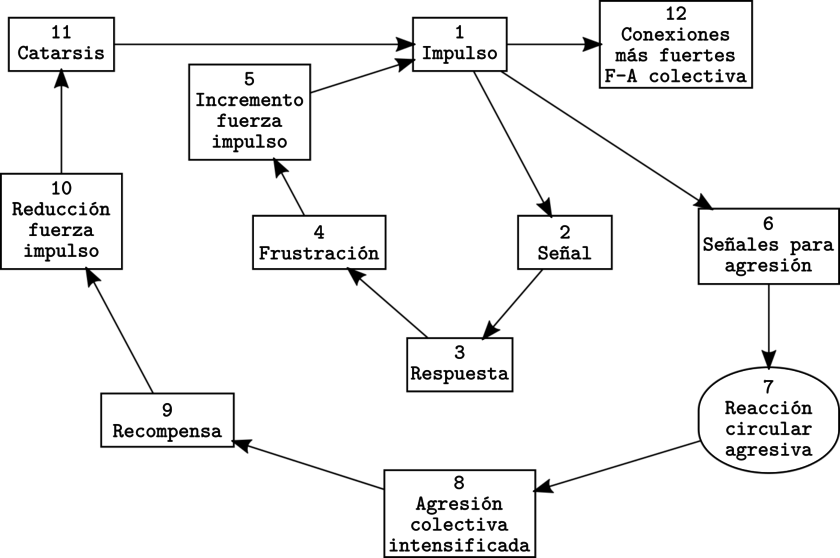 11
Catarsis
1
Impulso
12
Conexiones
más fuertes
F-A colectiva
5
Incremento
fuerza
impulso
10
Reducción
fuerza
impulso
4
Frustración
2
Señal
6
Señales para
agresión
3
Respuesta
7
Reacción
circular
agresiva
9
Recompensa
8
Agresión
colectiva
intensificada